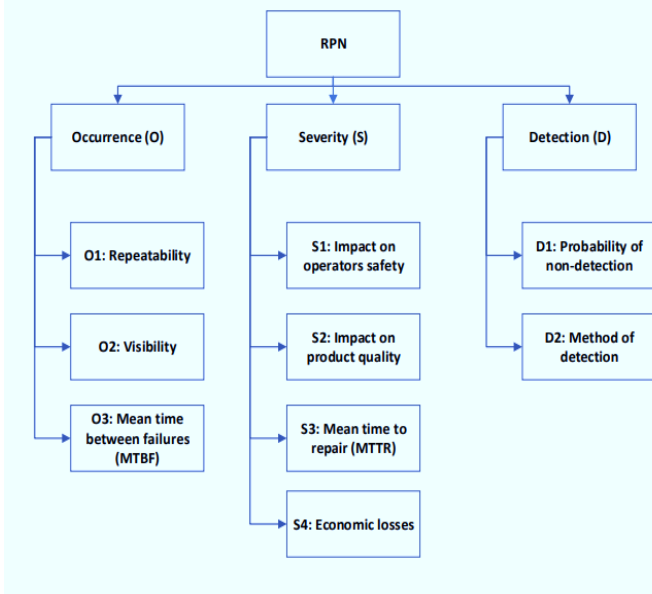 RPN
Occurrence (O)
Severity (S)
Detection (D)
O1: Repeatability
O2: Visibility
O3: Mean time
between failures
(MTBF)
S1: Impact on
operators safety
S2: Impact on
product quality
S3: Mean time to
repair (MTTR)
S4: Economic losses
D1: Probability of
non-detection
D2: Method of
detection